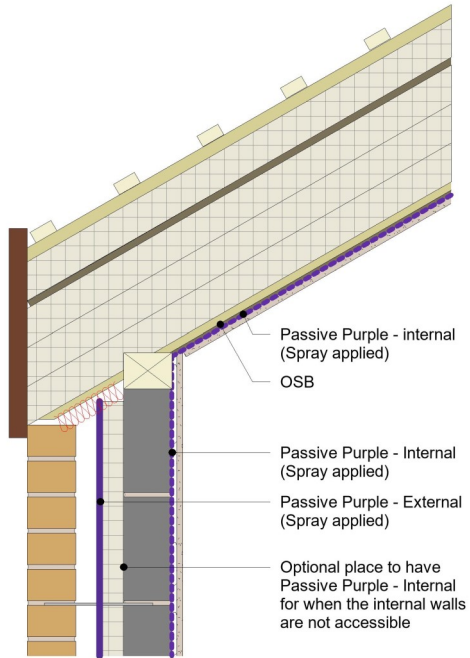 Passive Purple - internal
(Spray applied)
OSB
Passive Purple - Internal
(Spray applied)
Passive Purple - External
(Spray applied)
Optional place to have
Passive Purple - Internal
for when the internal walls
are not accessible